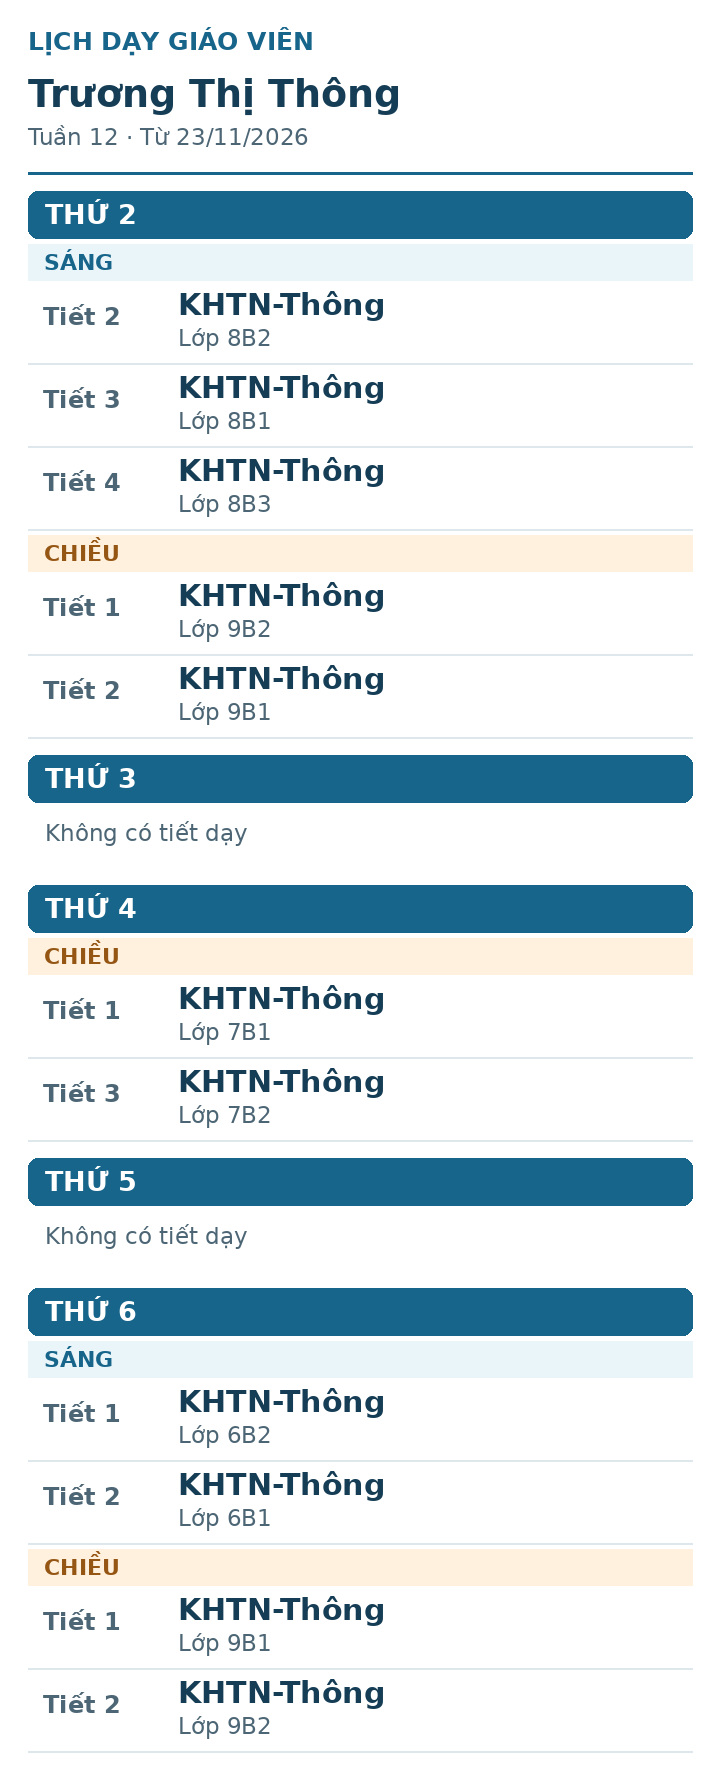 LỊCH DẠY GIÁO VIÊN
Trương Thị Thông
Tuần 12 · Từ 23/11/2026
THỨ 2
SÁNG
Tiết 2 KHTN-Thông
Lớp 8B2
Tiết 3 KHTN-Thông
Lớp 8B1
Tiết 4 KHTN-Thông
Lớp 8B3
CHIỀU
Tiết 1 KHTN-Thông
Lớp 9B2
Tiết 2 KHTN-Thông
Lớp 9B1
THỨ 3
Không có tiết dạy
THỨ 4
CHIỀU
Tiết 1 KHTN-Thông
Lớp 7B1
Tiết 3 KHTN-Thông
Lớp 7B2
THỨ 5
Không có tiết dạy
THỨ 6
SÁNG
Tiết 1 KHTN-Thông
Lớp 6B2
Tiết 2 KHTN-Thông
Lớp 6B1
CHIỀU
Tiết 1 KHTN-Thông
Lớp 9B1
Tiết 2 KHTN-Thông
Lớp 9B2